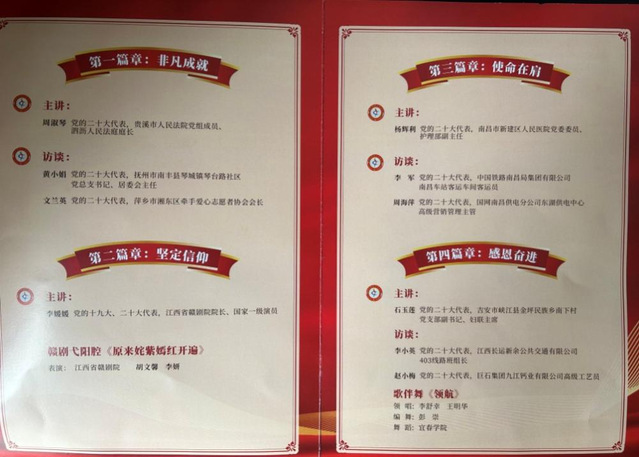 第一篇章：非凡成就
主讲：
周淑琴 党的二十大代表，贵溪市人民法院党组成员、
泗沥人民法庭庭长
访谈：
黄小娟 党的二十大代表，抚州市南丰县琴城镇琴台路社区
党总支书记、居委会主任
文兰英 党的二十大代表，萍乡市湘东区牵手爱心志愿者协会会长
第二篇章：坚定信仰
主讲：
李媛媛 党的十九大、二十大代表，江西省赣剧院院长、国家一级演员
赣剧弋阳腔《原来姹紫嫣红开遍》
表演： 江西省赣剧院 胡文馨 李妍
第三篇章：使命在肩
主讲：
杨辉利 党的二十大代表，南昌市新建区人民医院党委委员、
护理部副主任
访谈：
李 军 党的二十大代表，中国铁路南昌局集团有限公司
南昌车站客运车间客运员
周海萍 党的二十大代表，国网南昌供电分公司东湖供电中心
高级营销管理主管
第四篇章：感恩奋进
主讲：
石玉莲 党的二十大代表，吉安市峡江县金坪民族乡南下村
党支部副书记、妇联主席
访谈：
李小英 党的二十大代表，江西长运新余公共交通有限公司
403线路班组长
赵小梅 党的二十大代表，巨石集团九江钙业有限公司高级工艺员
歌伴舞《领航》
领 唱：李舒章 王明华
编 舞：彭 崇
舞 蹈：宜春学院